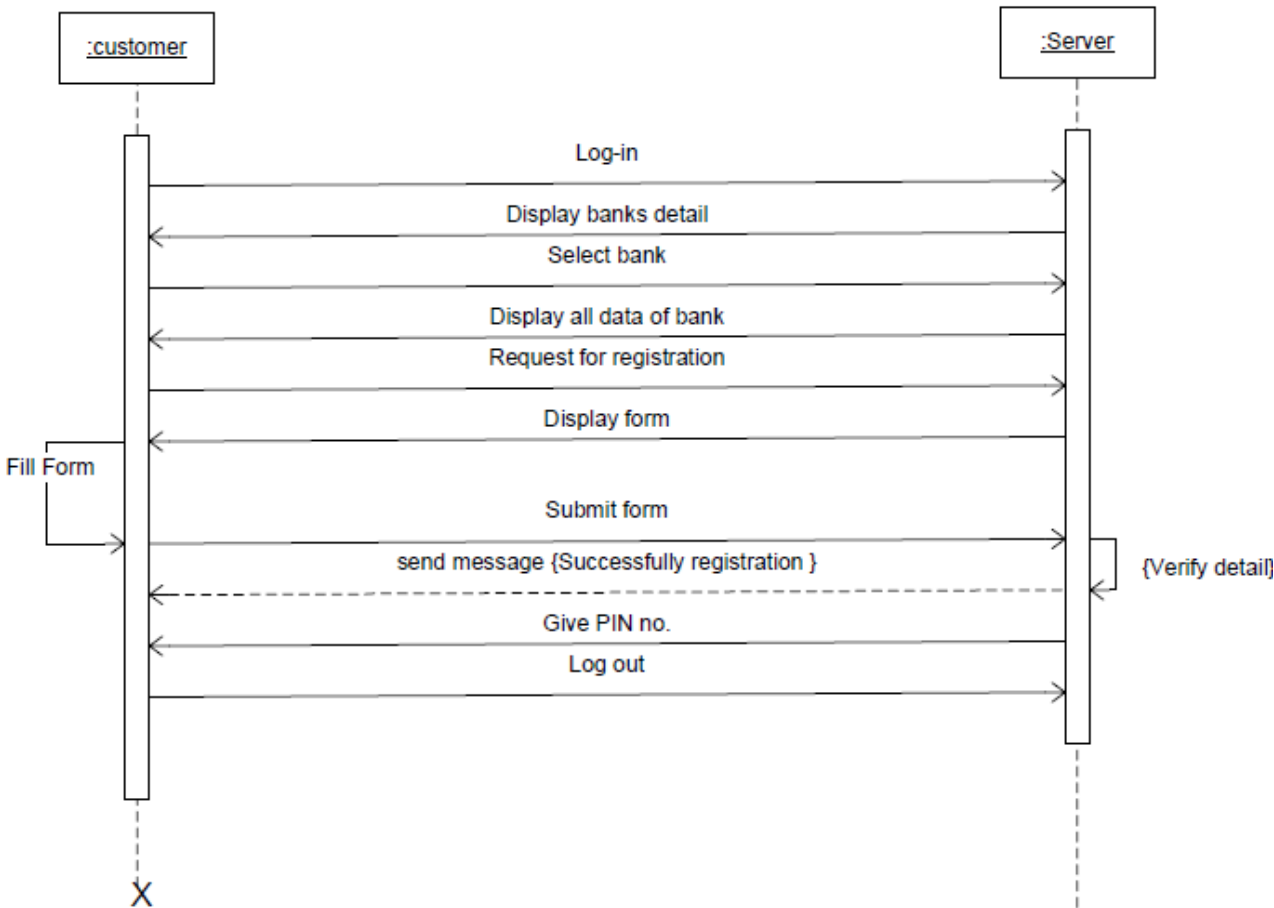 :customer
:Server
Log-in
Display banks detail
Select bank
Display all data of bank
Request for registration
Display form
Fill Form
Submit form
send message {Successfully registration }
{Verify detail}
Give PIN no.
Log out
X